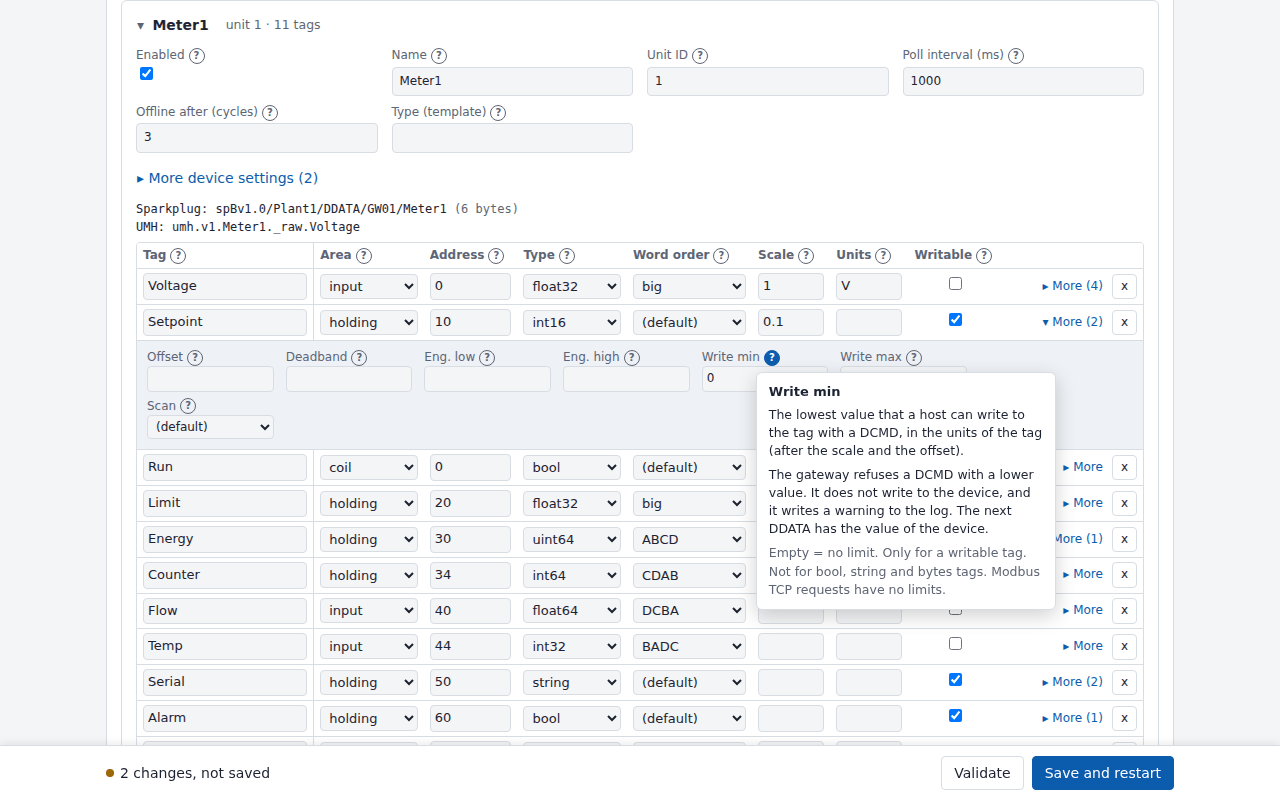 ▾ Meter1 unit 1 · 11 tags
Enabled ? Name ? Unit ID ? Poll interval (ms) ?
Meter1 1 1000
Offline after (cycles) ? Type (template) ?
3
▸ More device settings (2)
Sparkplug: spBv1.0/Plant1/DDATA/GW01/Meter1 (6 bytes)
UMH: umh.v1.Meter1._raw.Voltage
Tag ? Area ? Address ? Type ? Word order ? Scale ? Units ? Writable ?
Voltage input 0 float32 big 1 V ▸ More (4) x
Setpoint holding 10 int16 (default) 0.1 ▾ More (2) x
Offset ? Deadband ? Eng. low ? Eng. high ? Write min ? Write max ?
0
Scan ?
(default)
Write min
The lowest value that a host can write to
the tag with a DCMD, in the units of the tag
(after the scale and the offset).
The gateway refuses a DCMD with a lower
value. It does not write to the device, and
it writes a warning to the log. The next
DDATA has the value of the device.
Empty = no limit. Only for a writable tag.
Not for bool, string and bytes tags. Modbus
TCP requests have no limits.
Run coil 0 bool (default) ▸ More x
Limit holding 20 float32 big ▸ More x
Energy holding 30 uint64 ABCD More (1) x
Counter holding 34 int64 CDAB ▸ More x
Flow input 40 float64 DCBA ▸ More x
Temp input 44 int32 BADC ▸ More x
Serial holding 50 string (default) ▸ More (2) x
Alarm holding 60 bool (default) ▸ More (1) x
2 changes, not saved Validate Save and restart